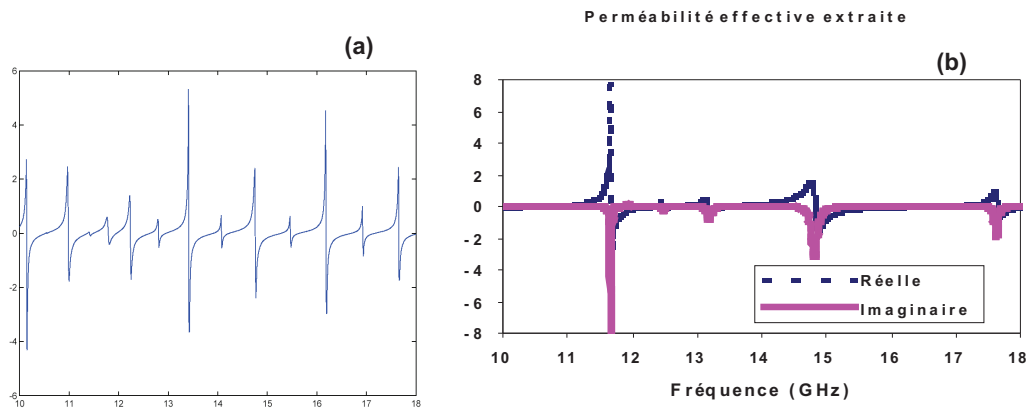 Perméabilité effective extraite
(a)
(b)
6
4
2
0
-2
-4
-6
10 11 12 13 14 15 16 17 18
8
6
4
2
0
-2
-4
-6
-8
Réelle
Imaginaire
10 11 12 13 14 15 16 17 18
Fréquence (GHz)